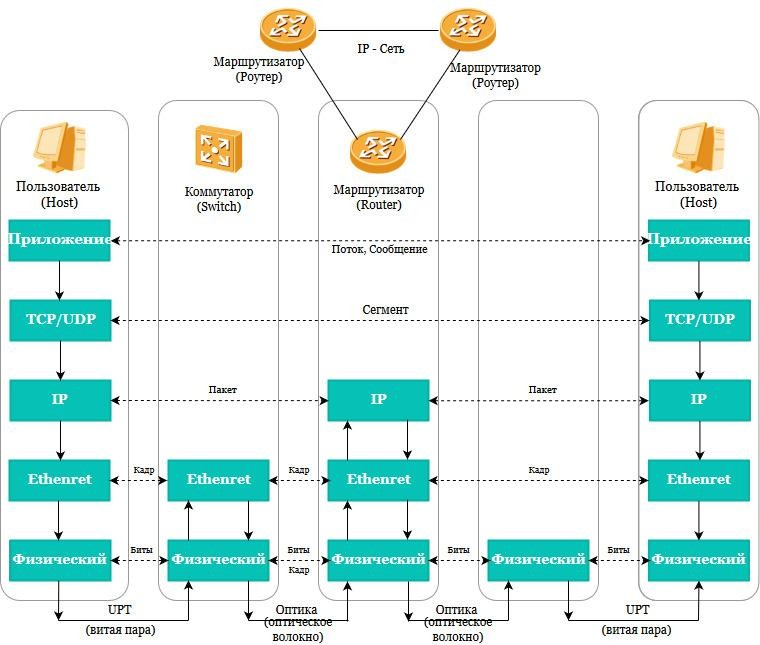 IP - Сеть
Маршрутизатор
(Роутер)
Маршрутизатор
(Роутер)
Пользователь
(Host)
Коммутатор
(Switch)
Маршрутизатор
(Router)
Пользователь
(Host)
Приложение
Поток, Сообщение
Приложение
TCP/UDP
Сегмент
TCP/UDP
IP
Пакет
IP
Пакет
IP
Ethenret
Кадр
Ethenret
Кадр
Ethenret
Кадр
Ethenret
Физический
Биты
Физический
Биты
Кадр
Физический
Биты
Физический
Биты
Физический
UPT
(витая пара)
Оптика
(оптическое
волокно)
Оптика
(оптическое
волокно)
UPT
(витая пара)